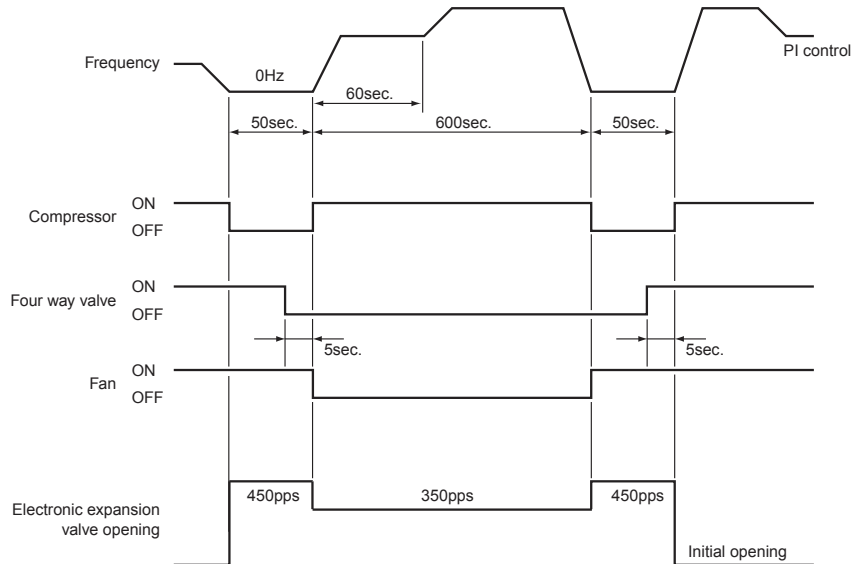 PI control
Frequency
0Hz
60sec.
50sec.
600sec.
50sec.
Compressor
ON
OFF
Four way valve
ON
OFF
5sec.
5sec.
Fan
ON
OFF
Electronic expansion
valve opening
450pps
350pps
450pps
Initial opening